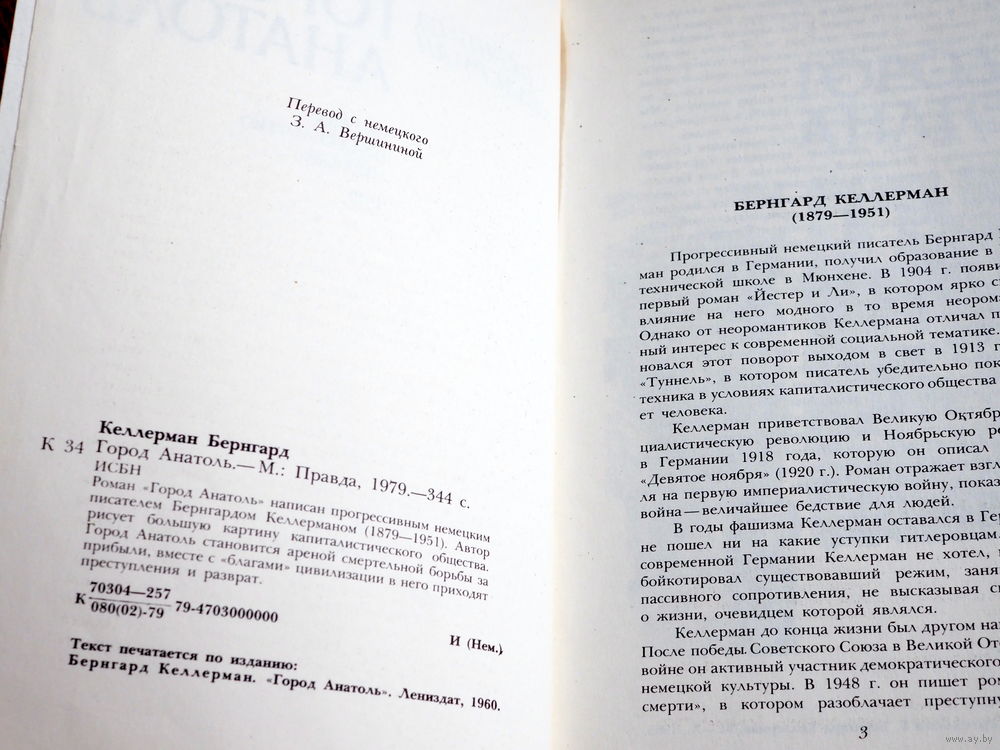 Перевод с немецкого
З. А. Вершининой
Келлерман Бернгард
К 34 Город Анатоль.— М.: Правда, 1979.—344 с.
ИСБН
Роман «Город Анатоль» написан прогрессивным немецким
писателем Бернгардом Келлерманом (1879—1951). Автор
рисует большую картину капиталистического общества.
Город Анатоль становится ареной смертельной борьбы за
прибыли, вместе с «благами» цивилизации в него приходят
преступления и разврат.
К 70304—257
080(02)-79 79-4703000000
И (Нем.)
Текст печатается по изданию:
Бернгард Келлерман. «Город Анатоль». Лениздат, 1960.
БЕРНГАРД КЕЛЛЕРМАН
(1879—1951)
Прогрессивный немецкий писатель Бернгард
ман родился в Германии, получил образование в
технической школе в Мюнхене. В 1904 г. появи
первый роман «Йестер и Ли», в котором ярко с
влияние на него модного в то время неором
Однако от неоромантиков Келлермана отличал п
ный интерес к современной социальной тематике.
новался этот поворот выходом в свет в 1913 г
«Туннель», в котором писатель убедительно пок
техника в условиях капиталистического общества
ет человека.
Келлерман приветствовал Великую Октябр
циалистическую революцию и Ноябрьскую ре
в Германии 1918 года, которую он описал
«Девятое ноября» (1920 г.). Роман отражает взгл
ля на первую империалистическую войну, показ
война — величайшее бедствие для людей.
В годы фашизма Келлерман оставался в Гер
не пошел ни на какие уступки гитлеровцам.
современной Германии Келлерман не хотел,
бойкотировал существовавший режим, заня
пассивного сопротивления, не высказывая с
о жизни, очевидцем которой являлся.
Келлерман до конца жизни был другом на
После победы Советского Союза в Великой Оте
войне он активный участник демократического
немецкой культуры. В 1948 г. он пишет ром
смерти», в котором разоблачает преступну
3
www.ay.by